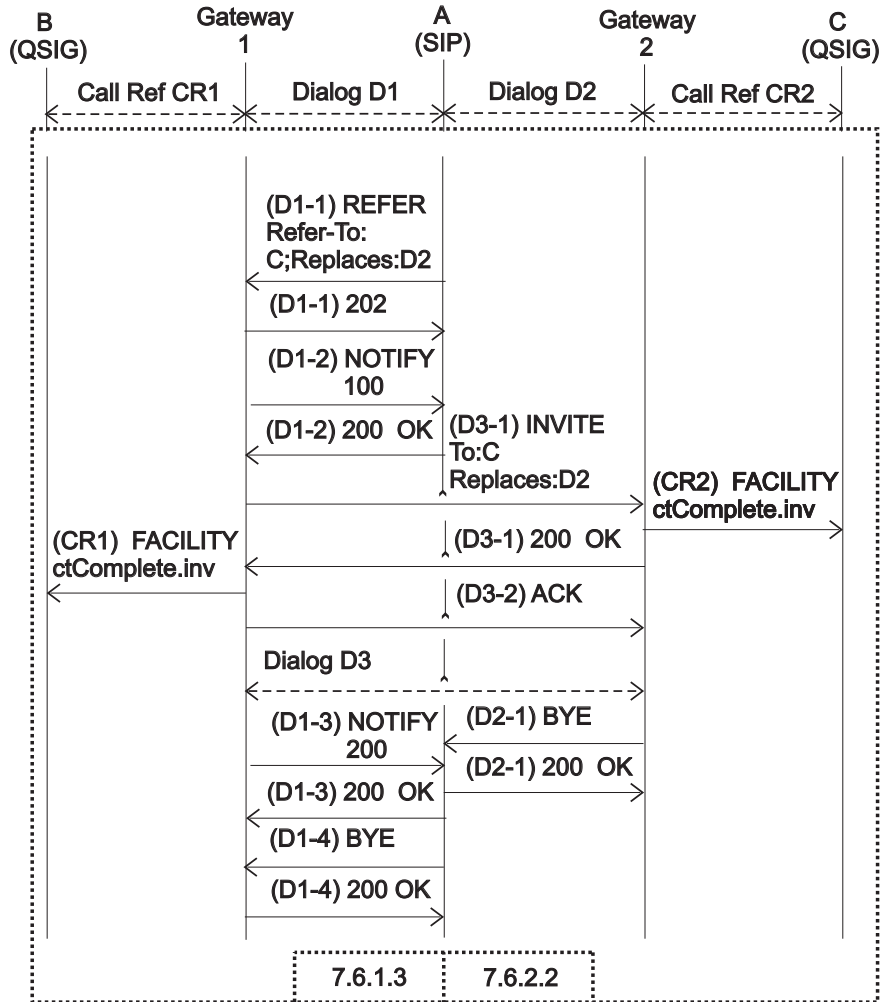 B
(QSIG)
Gateway
1
A
(SIP)
Gateway
2
C
(QSIG)
Call Ref CR1
Dialog D1
Dialog D2
Call Ref CR2
(D1-1) REFER
Refer-To:
C;Replaces:D2
(D1-1) 202
(D1-2) NOTIFY
100
(D1-2) 200 OK
(D3-1) INVITE
To:C
Replaces:D2
(CR2) FACILITY
ctComplete.inv
(D3-1) 200 OK
(CR1) FACILITY
ctComplete.inv
(D3-2) ACK
Dialog D3
(D1-3) NOTIFY
200
(D2-1) BYE
(D2-1) 200 OK
(D1-3) 200 OK
(D1-4) BYE
(D1-4) 200 OK
7.6.1.3
7.6.2.2